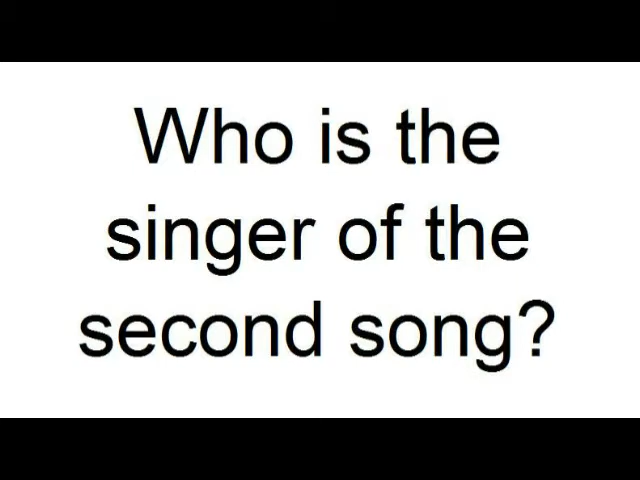 Who is the
singer of the
second song?